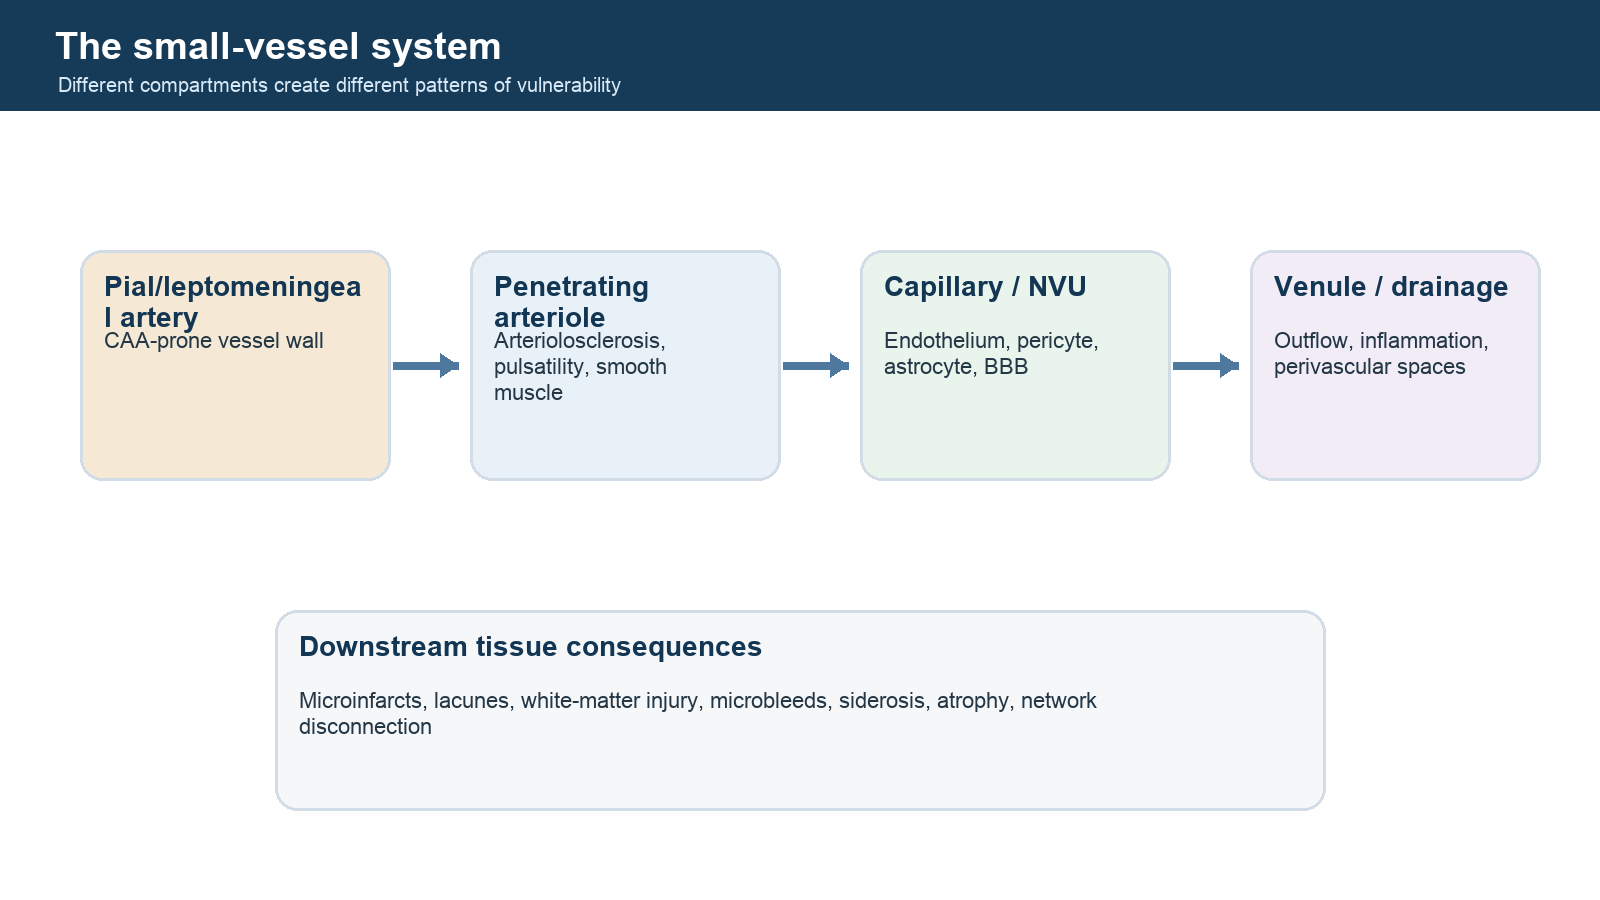 The small-vessel system
Different compartments create different patterns of vulnerability
Pial/leptomeningea
l artery
CAA-prone vessel wall
Penetrating
arteriole
Arteriolosclerosis,
pulsatility, smooth
muscle
Capillary / NVU
Endothelium, pericyte,
astrocyte, BBB
Venule / drainage
Outflow, inflammation,
perivascular spaces
Downstream tissue consequences
Microinfarcts, lacunes, white-matter injury, microbleeds, siderosis, atrophy, network
disconnection